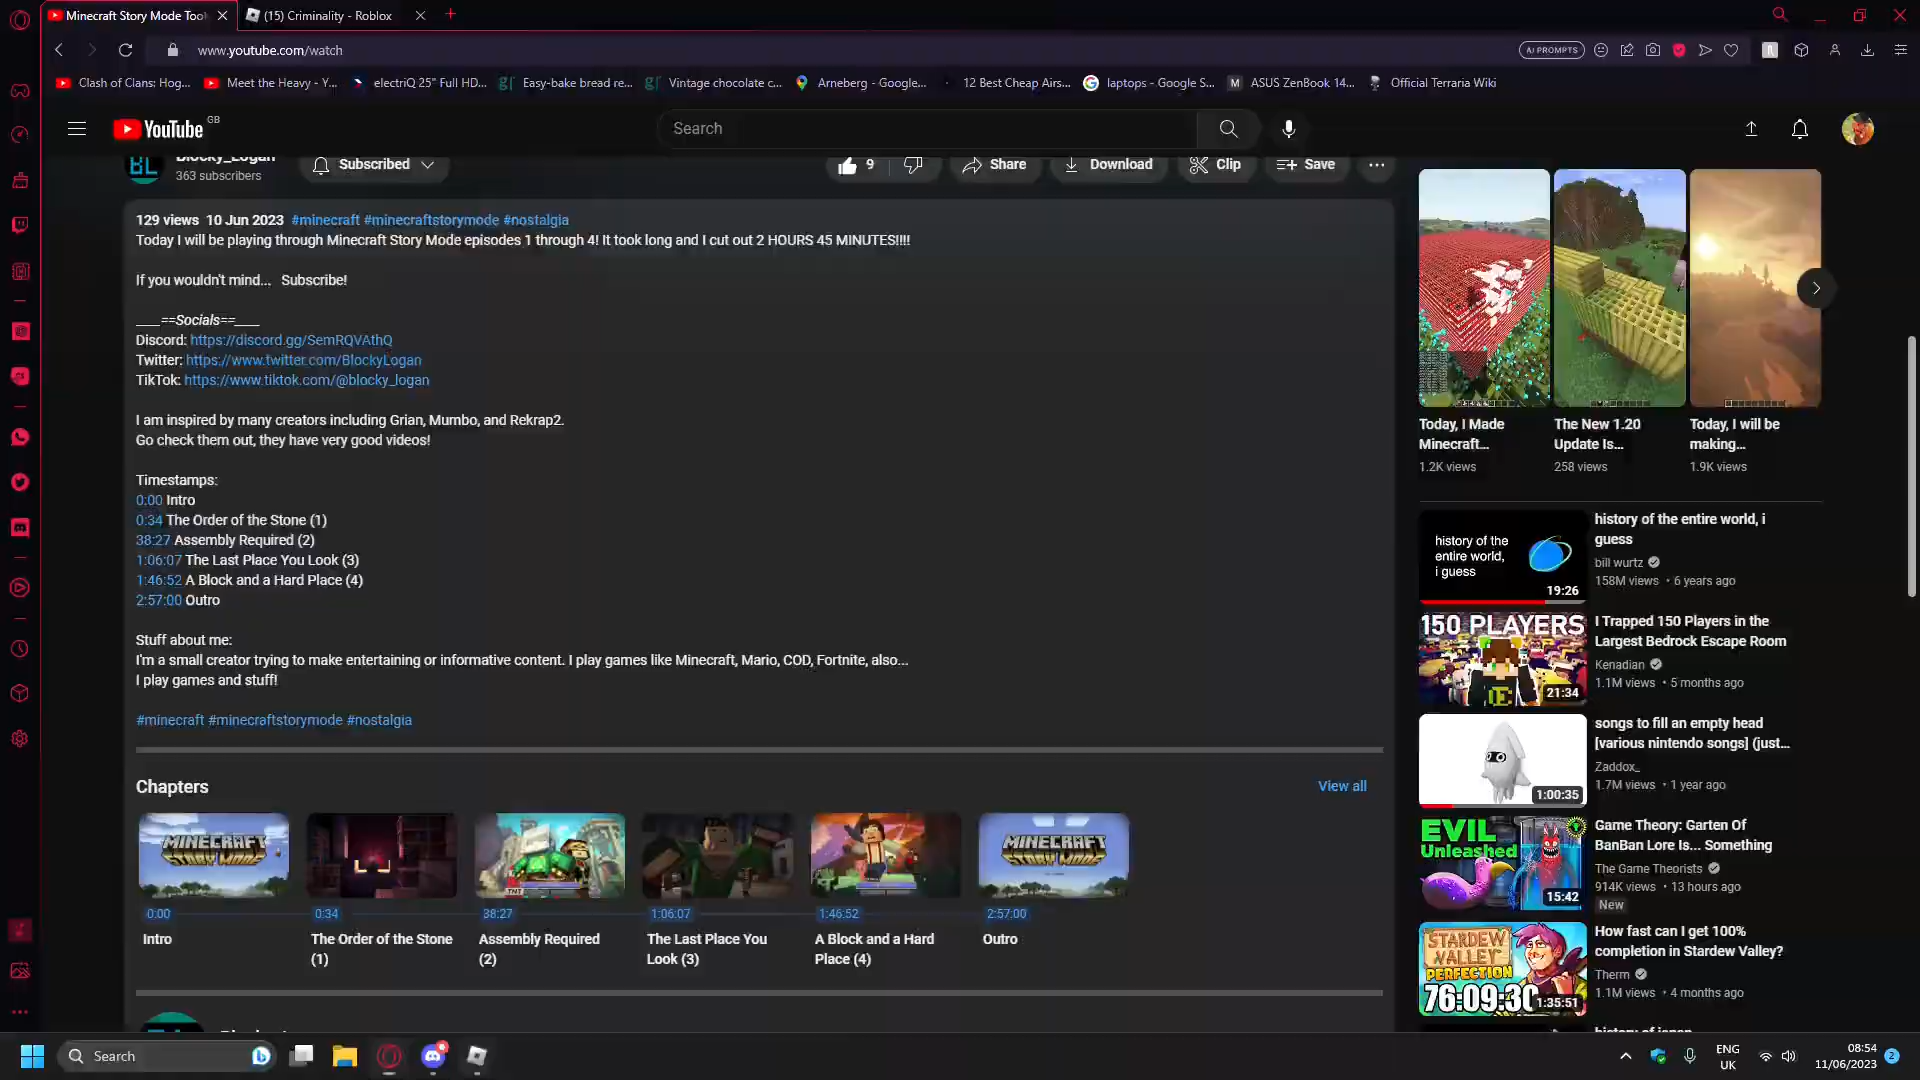 Minecraft Story Mode Too
(15) Criminality - Roblox
www.youtube.com/watch
AI PROMPTS
Clash of Clans: Hog...
Meet the Heavy - Y...
electriQ 25" Full HD...
Easy-bake bread re...
Vintage chocolate c...
Arneberg - Google...
12 Best Cheap Airs...
laptops - Google S...
ASUS ZenBook 14...
Official Terraria Wiki
YouTube GB
Search
Blocky_Logan
363 subscribers
Subscribed
9
Share
Download
Clip
Save
129 views 10 Jun 2023 #minecraft #minecraftstorymode #nostalgia
Today I will be playing through Minecraft Story Mode episodes 1 through 4! It took long and I cut out 2 HOURS 45 MINUTES!!!!
If you wouldn't mind... Subscribe!
____==Socials==____
Discord: https://discord.gg/SemRQVAthQ
Twitter: https://www.twitter.com/BlockyLogan
TikTok: https://www.tiktok.com/@blocky_logan
I am inspired by many creators including Grian, Mumbo, and Rekrap2.
Go check them out, they have very good videos!
Timestamps:
0:00 Intro
0:34 The Order of the Stone (1)
38:27 Assembly Required (2)
1:06:07 The Last Place You Look (3)
1:46:52 A Block and a Hard Place (4)
2:57:00 Outro
Stuff about me:
I'm a small creator trying to make entertaining or informative content. I play games like Minecraft, Mario, COD, Fortnite, also...
I play games and stuff!
#minecraft #minecraftstorymode #nostalgia
Chapters
View all
MINECRAFT
STORY MODE
TNT
MINECRAFT
STORY MODE
0:00
0:34
38:27
1:06:07
1:46:52
2:57:00
Intro
The Order of the Stone
(1)
Assembly Required
(2)
The Last Place You
Look (3)
A Block and a Hard
Place (4)
Outro
Today, I Made
Minecraft...
1.2K views
The New 1.20
Update Is...
258 views
Today, I will be
making...
1.9K views
history of the
entire world,
i guess
19:26
history of the entire world, i
guess
bill wurtz
158M views • 6 years ago
150 PLAYERS
21:34
I Trapped 150 Players in the
Largest Bedrock Escape Room
Kenadian
1.1M views • 5 months ago
1:00:35
songs to fill an empty head
[various nintendo songs] (just...
Zaddox_
1.7M views • 1 year ago
EVIL
Unleashed
15:42
Game Theory: Garten Of
BanBan Lore Is... Something
The Game Theorists
914K views • 13 hours ago
New
STARDEW
VALLEY
PERFECTION
76:09:30
1:35:51
How fast can I get 100%
completion in Stardew Valley?
Therm
1.1M views • 4 months ago
history of japan
Search
ENG
UK
08:54
11/06/2023
2